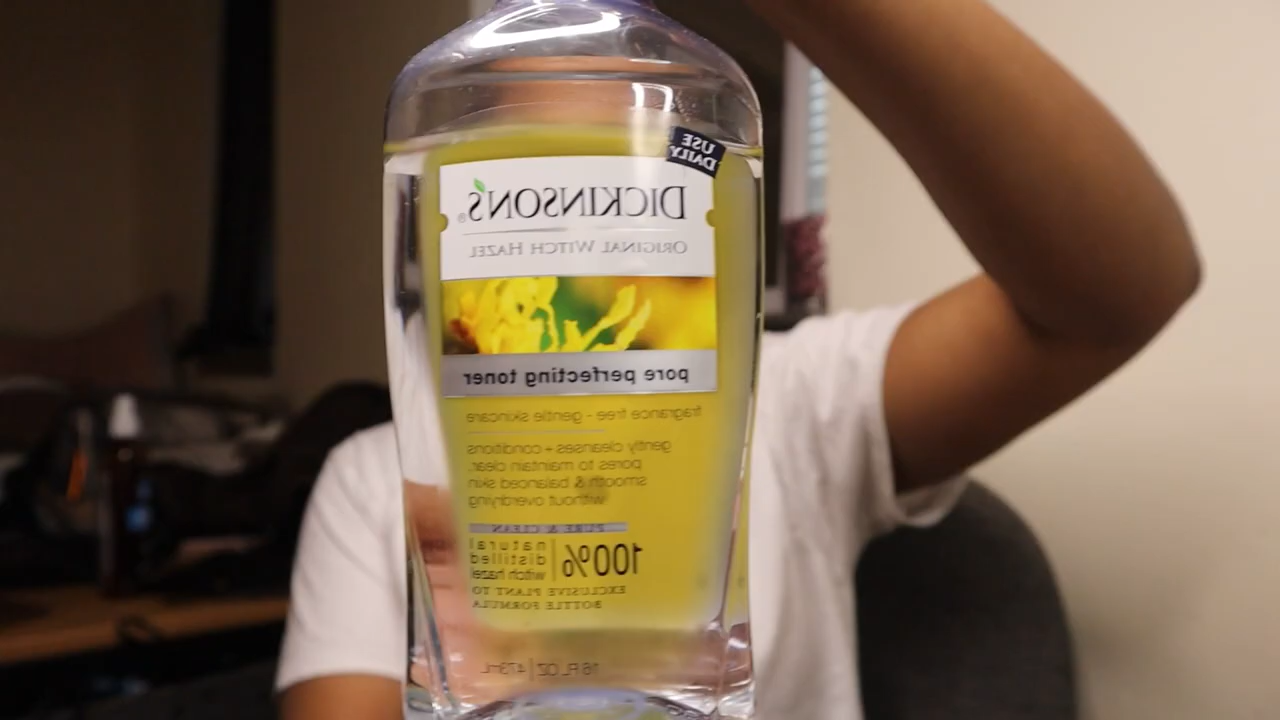 USE
DAILY
DICKINSON'S®
ORIGINAL WITCH HAZEL
pore perfecting toner
fragrance free - gentle skincare
gently cleanses + conditions
pores to maintain clear,
smooth & balanced skin
without overdrying
PURE & CLEAN
100% natural
distilled
witch hazel
EXCLUSIVE PLANT TO
BOTTLE FORMULA
16 FL OZ | 473mL